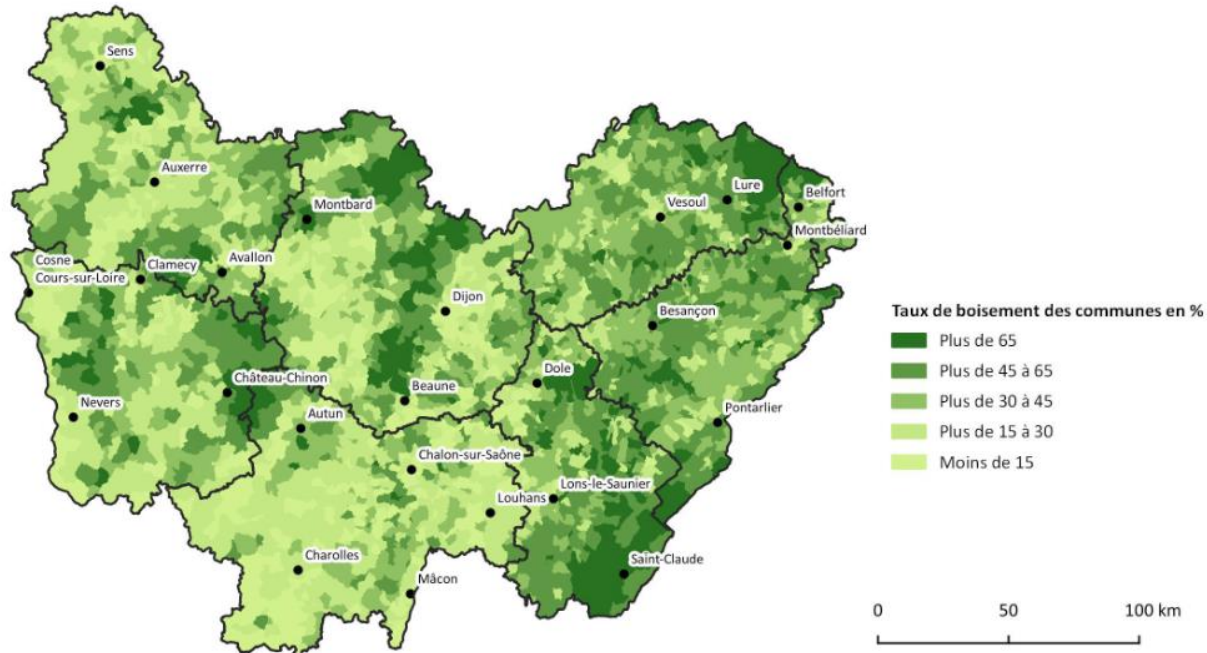 Sens
Auxerre
Montbard
Vesoul
Lure
Belfort
Montbéliard
Cosne
Cours-sur-Loire
Clamecy
Avallon
Dijon
Besançon
Château-Chinon
Beaune
Dole
Nevers
Autun
Pontarlier
Chalon-sur-Saône
Louhans
Lons-le-Saunier
Charolles
Mâcon
Saint-Claude
Taux de boisement des communes en %
Plus de 65
Plus de 45 à 65
Plus de 30 à 45
Plus de 15 à 30
Moins de 15
0 50 100 km